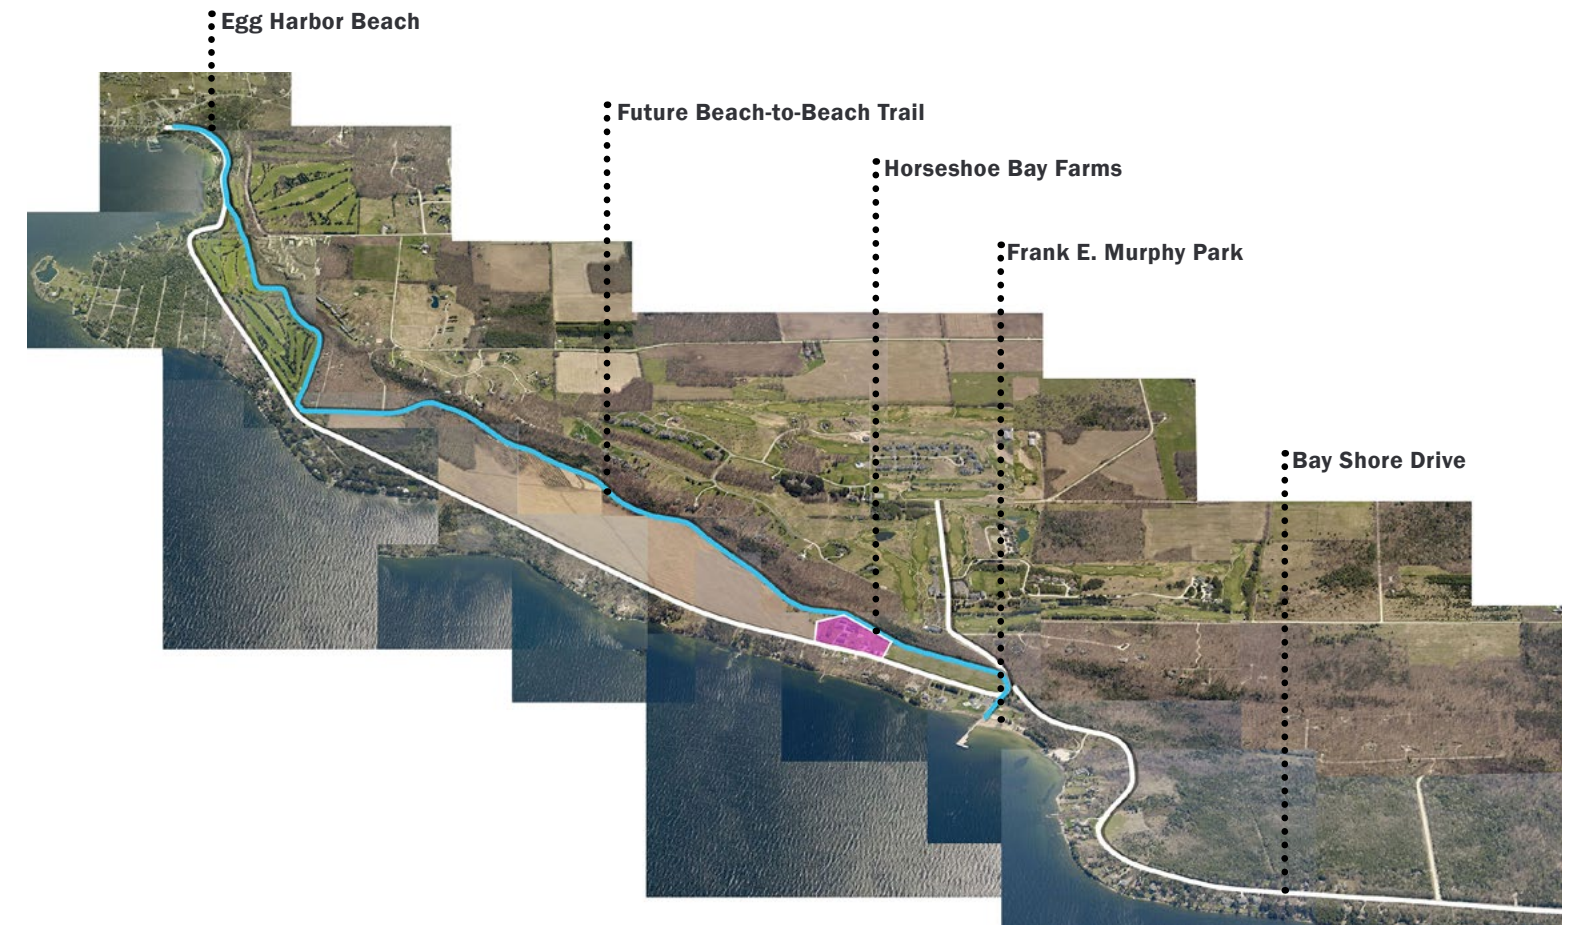 Egg Harbor Beach
Future Beach-to-Beach Trail
Horseshoe Bay Farms
Frank E. Murphy Park
Bay Shore Drive